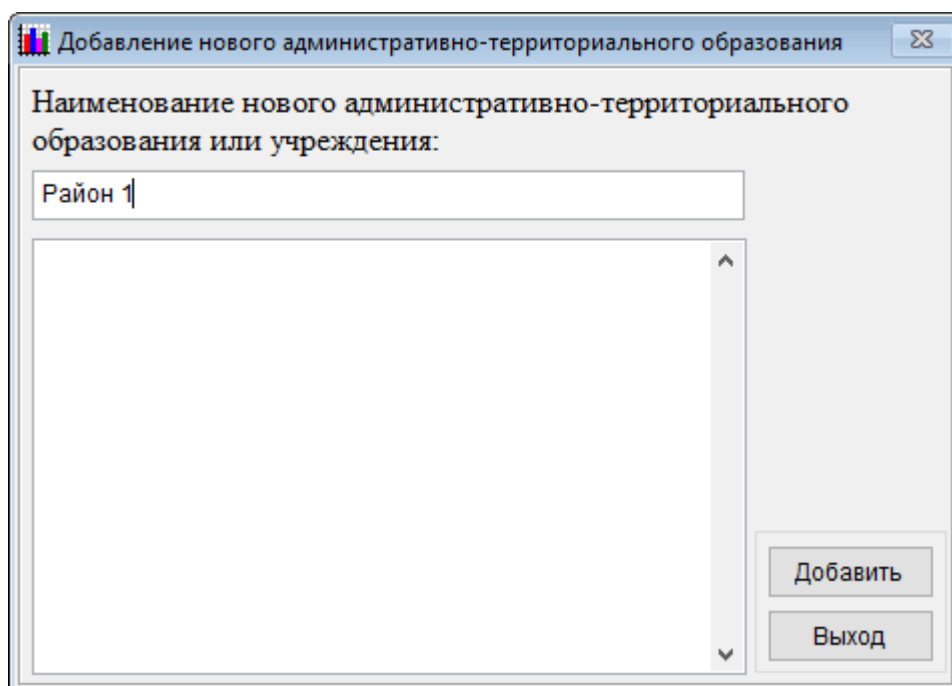 Добавление нового административно-территориального образования
Наименование нового административно-территориального
образования или учреждения:
Район 1
Добавить
Выход